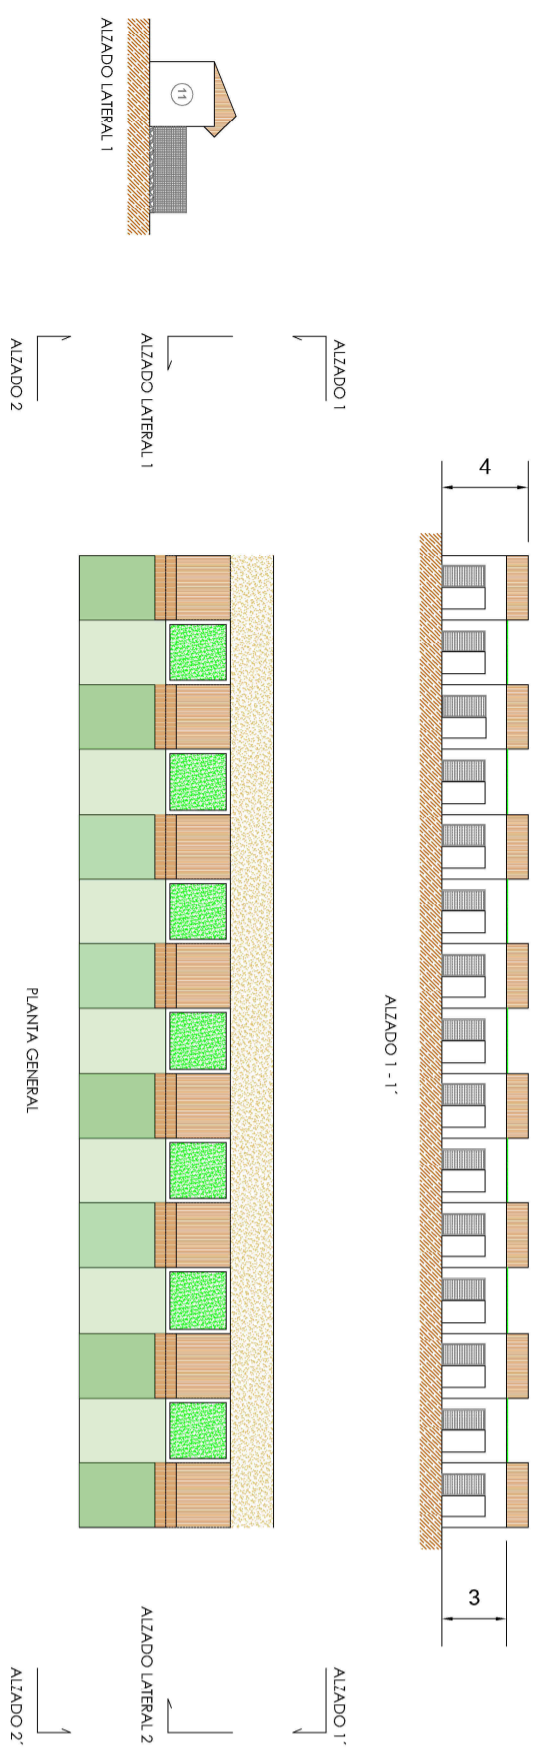 4
3
ALZADO 1 - 1´
ALZADO 1
ALZADO 1´
ALZADO LATERAL 1
ALZADO LATERAL 2
ALZADO 2
ALZADO 2´
PLANTA GENERAL
11
ALZADO LATERAL 1